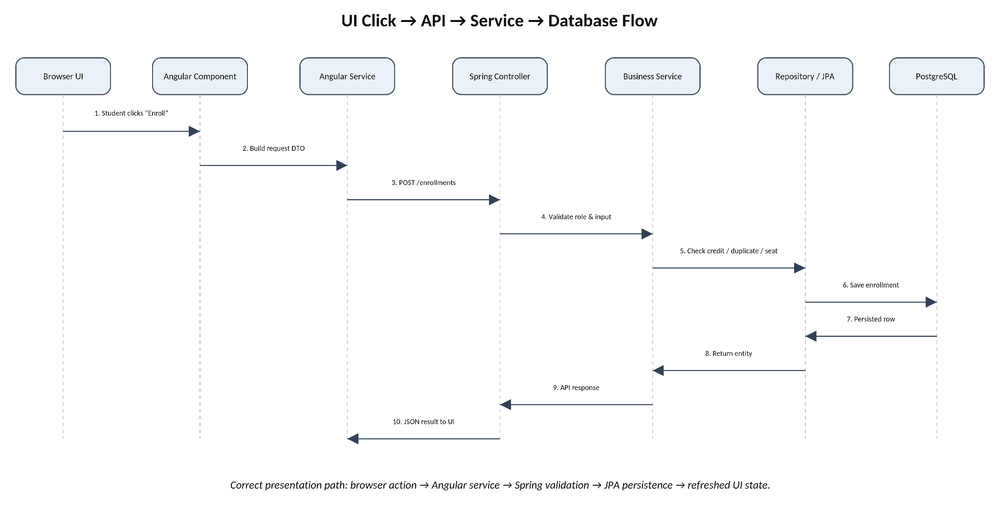 UI Click → API → Service → Database Flow
Browser UI
Angular Component
Angular Service
Spring Controller
Business Service
Repository / JPA
PostgreSQL
1. Student clicks "Enroll"
2. Build request DTO
3. POST /enrollments
4. Validate role & input
5. Check credit / duplicate / seat
6. Save enrollment
7. Persisted row
8. Return entity
9. API response
10. JSON result to UI
Correct presentation path: browser action → Angular service → Spring validation → JPA persistence → refreshed UI state.